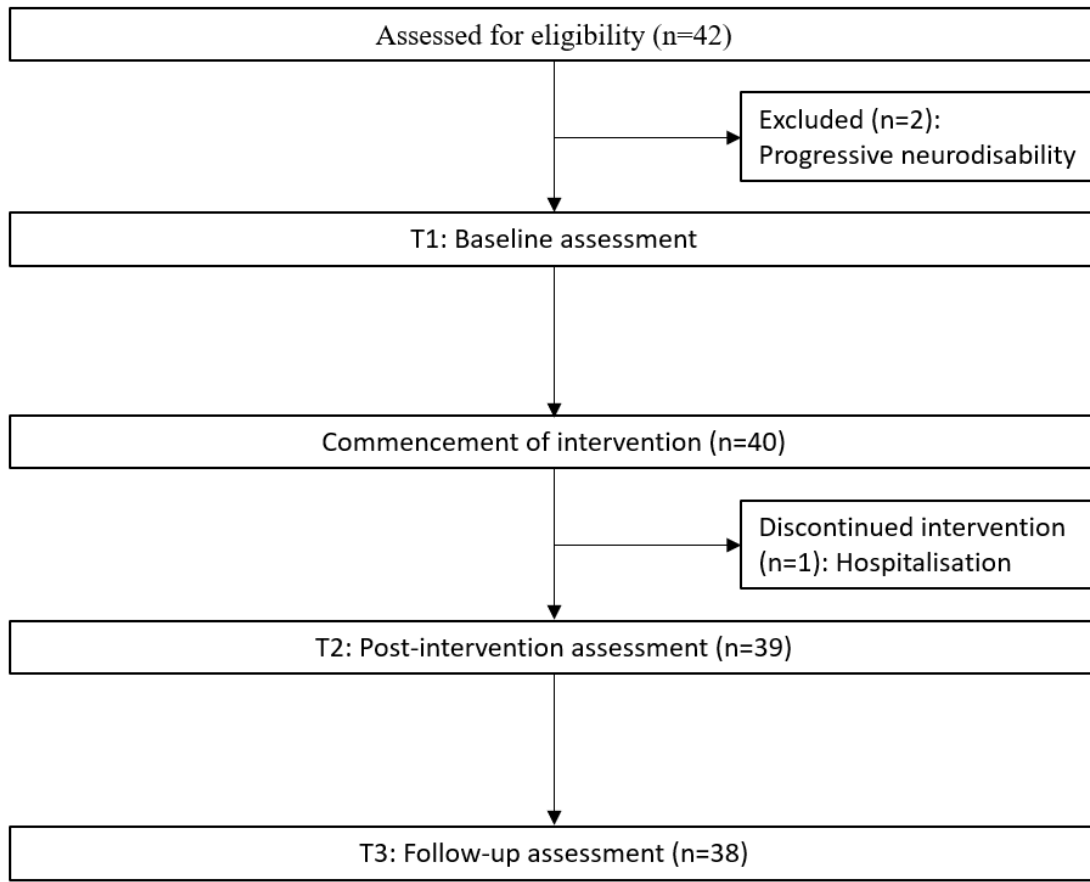 Assessed for eligibility (n=42)
Excluded (n=2):
Progressive neurodisability
T1: Baseline assessment
Commencement of intervention (n=40)
Discontinued intervention
(n=1): Hospitalisation
T2: Post-intervention assessment (n=39)
T3: Follow-up assessment (n=38)